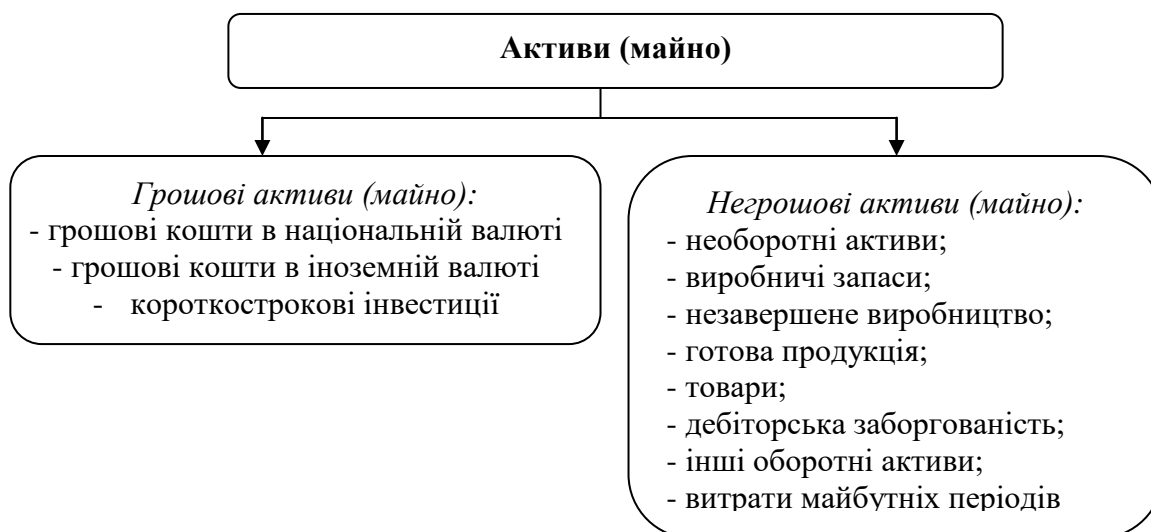 Активи (майно)
Грошові активи (майно):
- грошові кошти в національній валюті
- грошові кошти в іноземній валюті
- короткострокові інвестиції
Негрошові активи (майно):
- необоротні активи;
- виробничі запаси;
- незавершене виробництво;
- готова продукція;
- товари;
- дебіторська заборгованість;
- інші оборотні активи;
- витрати майбутніх періодів